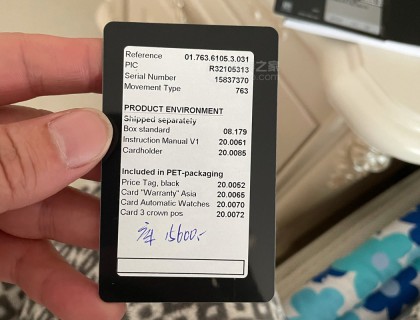 Reference 01.763.6105.3.031
PIC R32105313
Serial Number 15837370
Movement Type 763
PRODUCT ENVIRONMENT
Shipped separately
Box standard 08.179
Instruction Manual V1 20.0061
Cardholder 20.0085
Included in PET-packaging
Price Tag, black 20.0052
Card "Warranty" Asia 20.0065
Card Automatic Watches 20.0070
Card 3 crown pos 20.0072
15600.-